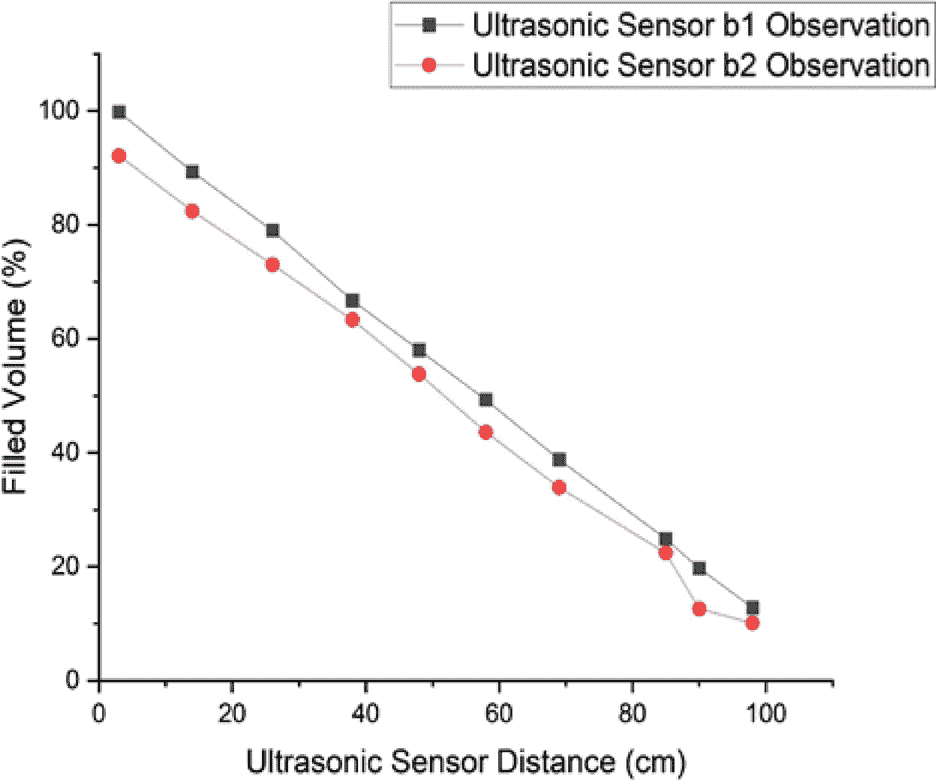 Ultrasonic Sensor b1 Observation
Ultrasonic Sensor b2 Observation
100
80
60
40
20
0
Filled Volume (%)
0 20 40 60 80 100
Ultrasonic Sensor Distance (cm)